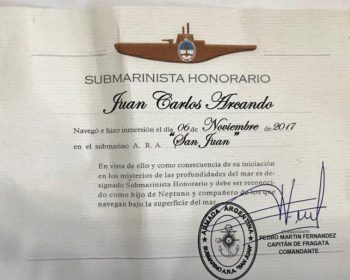 SUBMARINISTA HONORARIO
Juan Carlos Arcando
Navegó e hizo inmersión el día 06 de Noviembre de 2017
en el submarino A. R. A. "San Juan"
En vista de ello y como consecuencia de su iniciación
en los misterios de las profundidades del mar es de-
signado Submarinista Honorario y debe ser reconoci-
do como hijo de Neptuno y compañero de los que
navegan bajo la superficie del mar.
ARMADA ARGENTINA
SUBMARINO A.R.A. "SAN JUAN"
PEDRO MARTIN FERNANDEZ
CAPITÁN DE FRAGATA
COMANDANTE